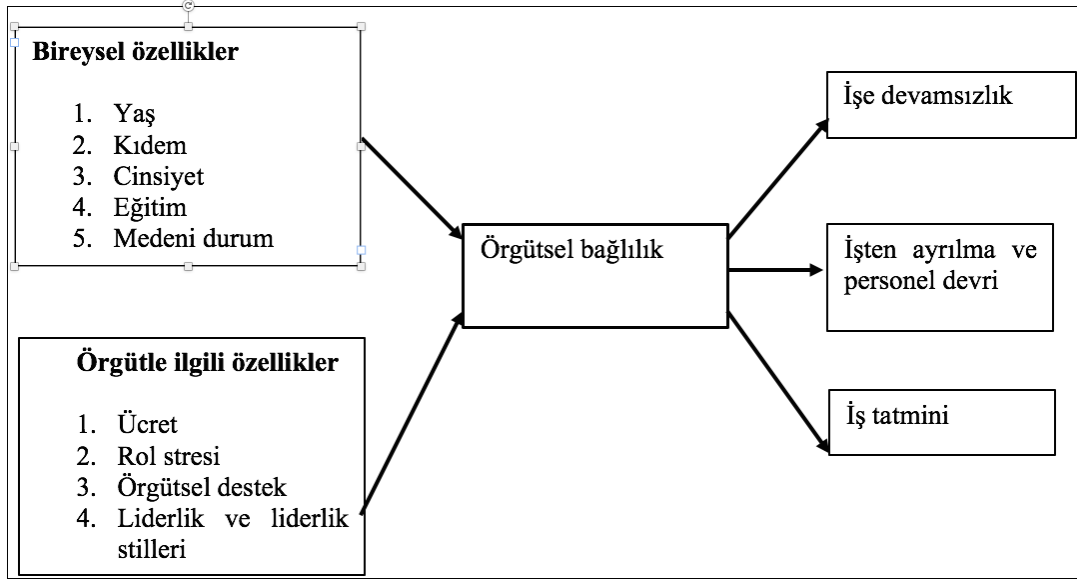 Bireysel özellikler
1. Yaş
2. Kıdem
3. Cinsiyet
4. Eğitim
5. Medeni durum
Örgütle ilgili özellikler
1. Ücret
2. Rol stresi
3. Örgütsel destek
4. Liderlik ve liderlik
stilleri
Örgütsel bağlılık
İşe devamsızlık
İşten ayrılma ve
personel devri
İş tatmini